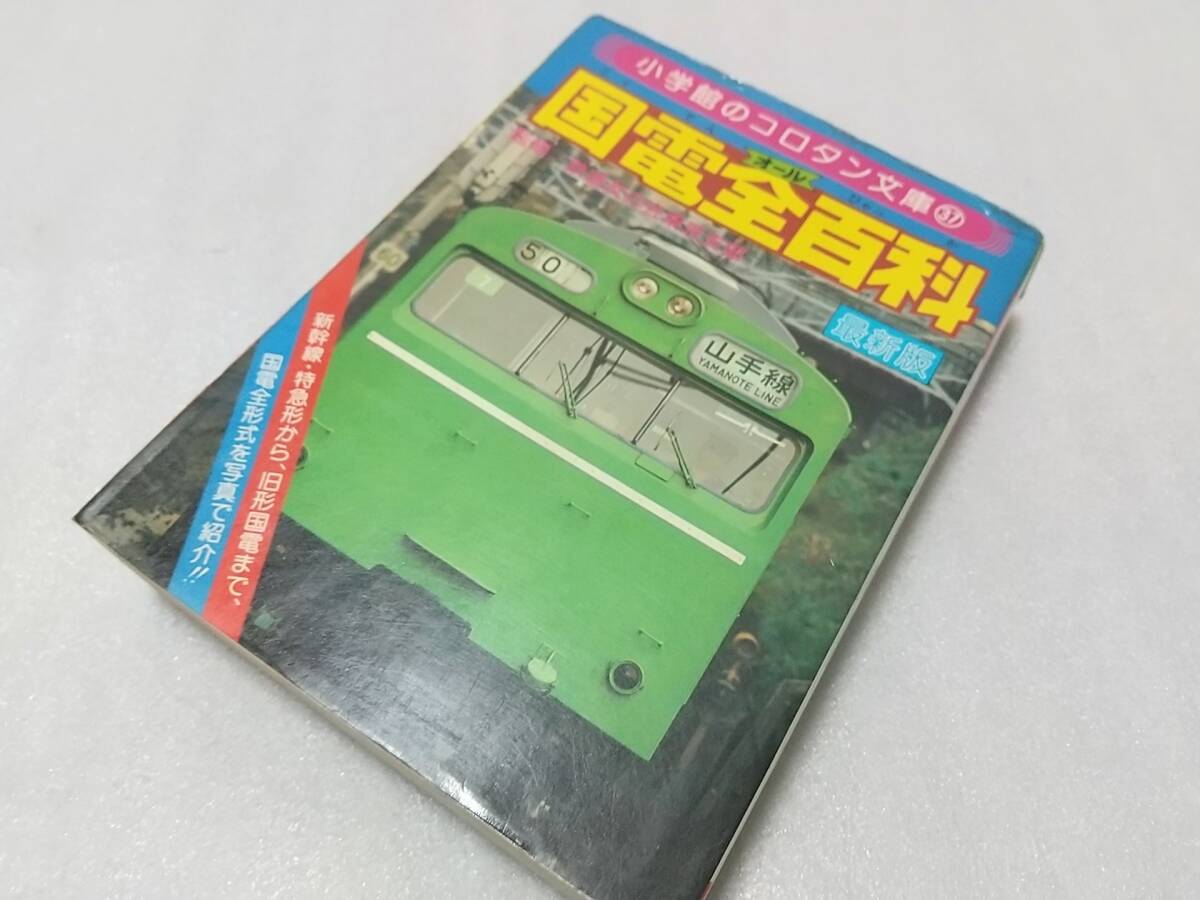 小学館のコロタン文庫㊲
国電全百科
オール
最新版
50
山手線
YAMANOTE LINE
新幹線・特急形から、旧形国電まで、
国電全形式を写真で紹介!!